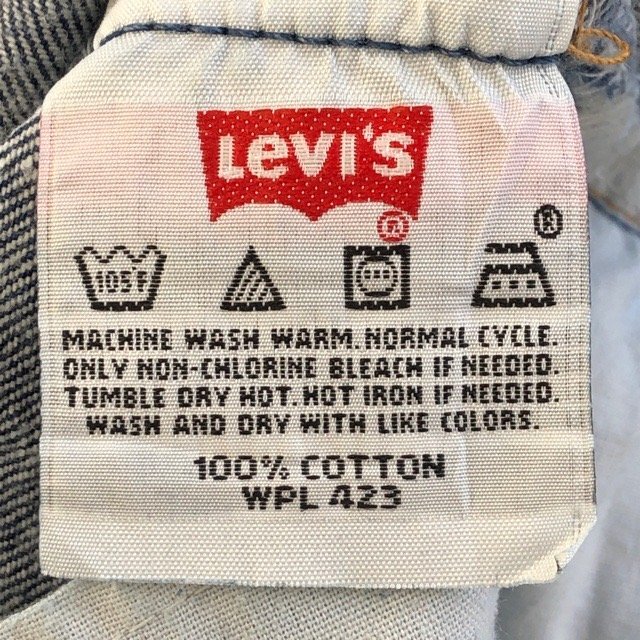 Levi's
®
®
105°F
MACHINE WASH WARM. NORMAL CYCLE.
ONLY NON-CHLORINE BLEACH IF NEEDED.
TUMBLE DRY HOT. HOT IRON IF NEEDED.
WASH AND DRY WITH LIKE COLORS.
100% COTTON
WPL 423